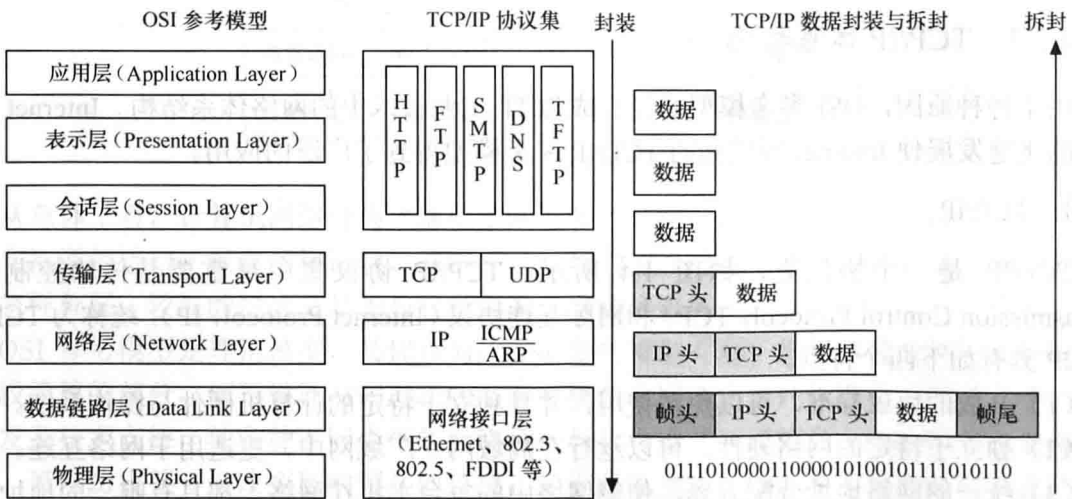 OSI 参考模型
TCP/IP 协议集
封装
TCP/IP 数据封装与拆封
拆封
应用层(Application Layer)
表示层(Presentation Layer)
会话层(Session Layer)
传输层(Transport Layer)
网络层(Network Layer)
数据链路层(Data Link Layer)
物理层(Physical Layer)
HTTP
FTP
SMTP
DNS
TFTP
TCP UDP
IP ICMP
ARP
网络接口层
(Ethernet、802.3、
802.5、FDDI 等)
数据
数据
数据
TCP 头 数据
IP 头 TCP 头 数据
帧头 IP 头 TCP 头 数据 帧尾
011101000011000010100101111010110